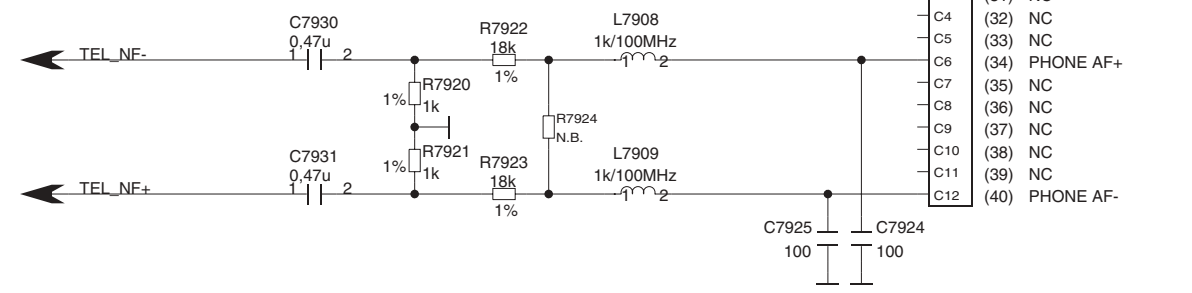 C4 (32) NC
C7930
R7922
L7908
C5 (33) NC
0,47u
18k
1k/100MHz
TEL_NF-
1 2
1 2
C6 (34) PHONE AF+
1%
R7920
C7 (35) NC
1%
1k
C8 (36) NC
R7924
C9 (37) NC
N.B.
C7931
R7921
R7923
L7909
C10 (38) NC
1%
1k
0,47u
18k
1k/100MHz
C11 (39) NC
TEL_NF+
1 2
1 2
C12 (40) PHONE AF-
1%
C7925
C7924
100
100